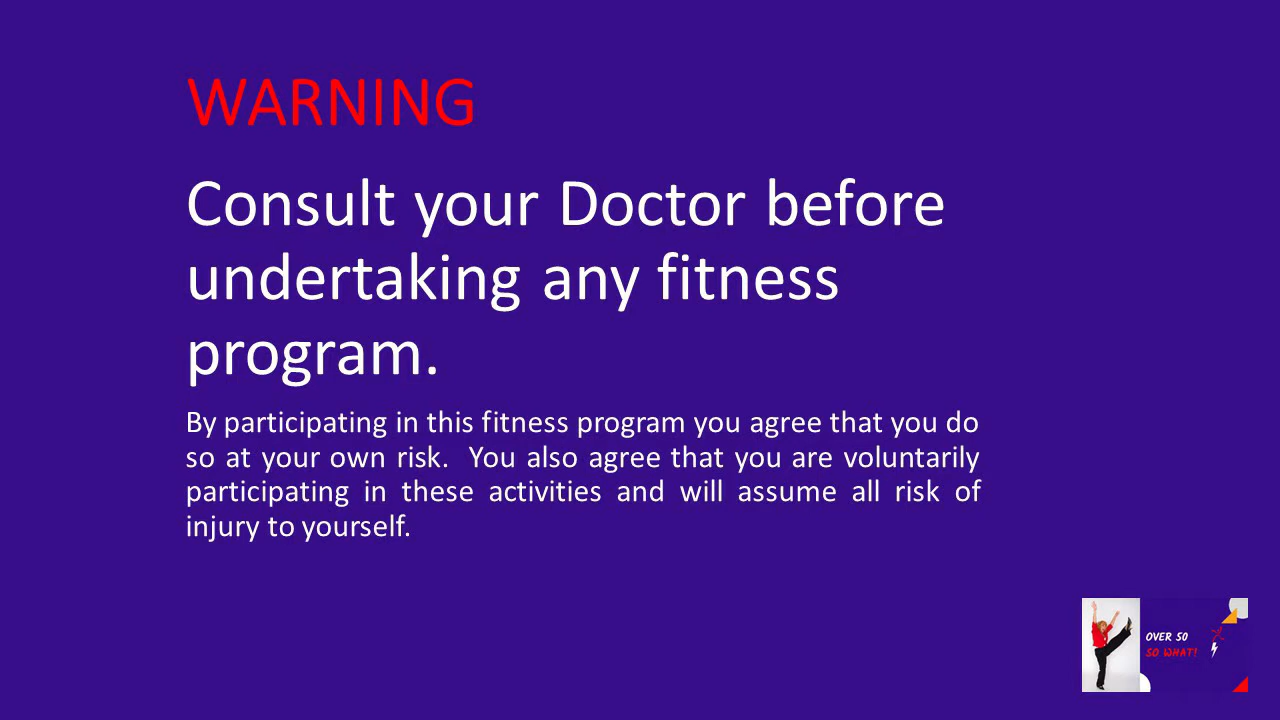 WARNING
Consult your Doctor before
undertaking any fitness
program.
By participating in this fitness program you agree that you do
so at your own risk.  You also agree that you are voluntarily
participating in these activities and will assume all risk of
injury to yourself.
OVER 50
SO WHAT!